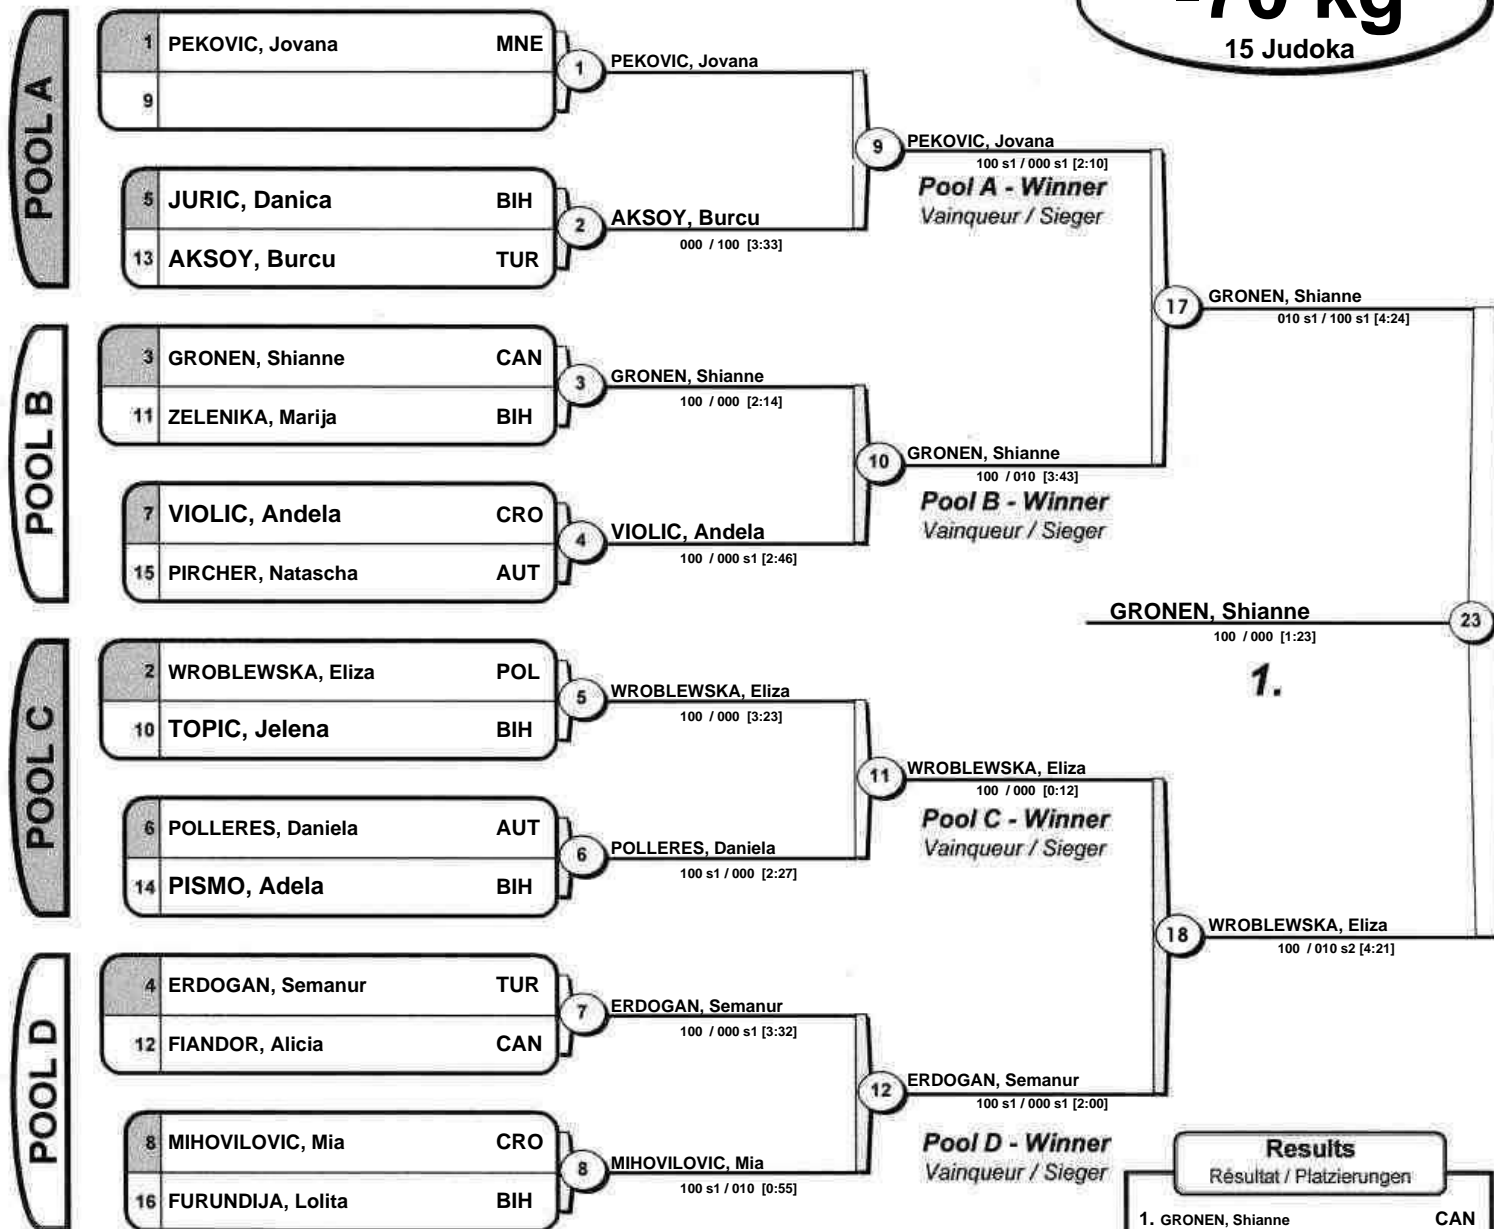 -70 kg
15 Judoka
POOL A
1 PEKOVIC, Jovana MNE
9
1
PEKOVIC, Jovana
5 JURIC, Danica BIH
13 AKSOY, Burcu TUR
2
AKSOY, Burcu
000 / 100 [3:33]
9
PEKOVIC, Jovana
100 s1 / 000 s1 [2:10]
Pool A - Winner
Vainqueur / Sieger
POOL B
3 GRONEN, Shianne CAN
11 ZELENIKA, Marija BIH
3
GRONEN, Shianne
100 / 000 [2:14]
7 VIOLIC, Andela CRO
15 PIRCHER, Natascha AUT
4
VIOLIC, Andela
100 / 000 s1 [2:46]
10
GRONEN, Shianne
100 / 010 [3:43]
Pool B - Winner
Vainqueur / Sieger
17
GRONEN, Shianne
010 s1 / 100 s1 [4:24]
GRONEN, Shianne
100 / 000 [1:23]
1.
23
POOL C
2 WROBLEWSKA, Eliza POL
10 TOPIC, Jelena BIH
5
WROBLEWSKA, Eliza
100 / 000 [3:23]
6 POLLERES, Daniela AUT
14 PISMO, Adela BIH
6
POLLERES, Daniela
100 s1 / 000 [2:27]
11
WROBLEWSKA, Eliza
100 / 000 [0:12]
Pool C - Winner
Vainqueur / Sieger
18
WROBLEWSKA, Eliza
100 / 010 s2 [4:21]
POOL D
4 ERDOGAN, Semanur TUR
12 FIANDOR, Alicia CAN
7
ERDOGAN, Semanur
100 / 000 s1 [3:32]
8 MIHOVILOVIC, Mia CRO
16 FURUNDIJA, Lolita BIH
8
MIHOVILOVIC, Mia
100 s1 / 010 [0:55]
12
ERDOGAN, Semanur
100 s1 / 000 s1 [2:00]
Pool D - Winner
Vainqueur / Sieger
Results
Résultat / Platzierungen
1. GRONEN, Shianne CAN